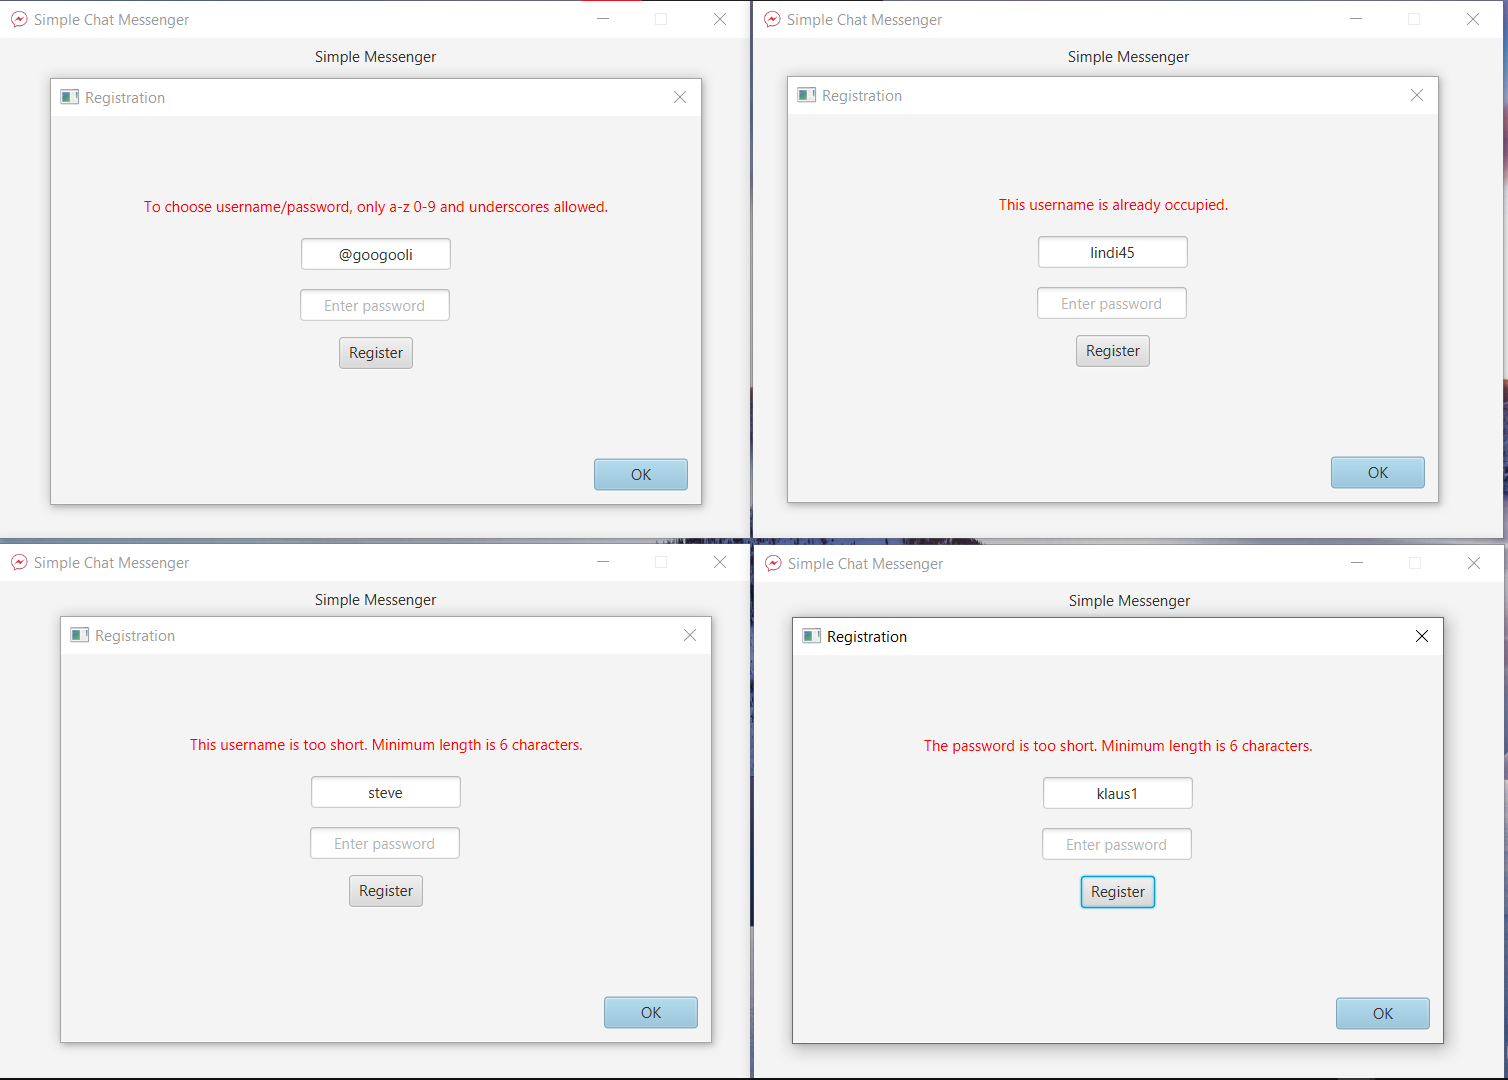 Simple Chat Messenger
Simple Messenger
Registration
To choose username/password, only a-z 0-9 and underscores allowed.
@googooli
Enter password
Register
OK
Simple Chat Messenger
Simple Messenger
Registration
This username is already occupied.
lindi45
Enter password
Register
OK
Simple Chat Messenger
Simple Messenger
Registration
This username is too short. Minimum length is 6 characters.
steve
Enter password
Register
OK
Simple Chat Messenger
Simple Messenger
Registration
The password is too short. Minimum length is 6 characters.
klaus1
Enter password
Register
OK